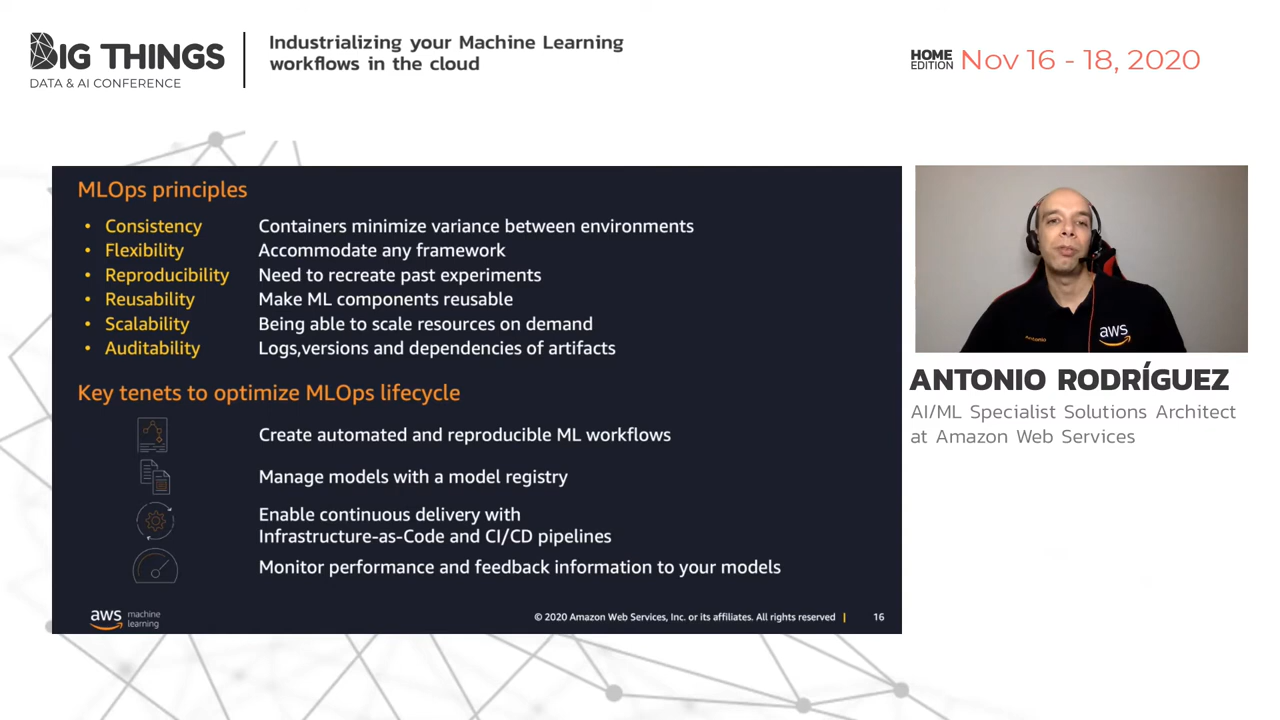 BIG THINGS
DATA & AI CONFERENCE
Industrializing your Machine Learning
workflows in the cloud
HOME
EDITION
Nov 16 - 18, 2020
MLOps principles
• Consistency Containers minimize variance between environments
• Flexibility Accommodate any framework
• Reproducibility Need to recreate past experiments
• Reusability Make ML components reusable
• Scalability Being able to scale resources on demand
• Auditability Logs,versions and dependencies of artifacts
Key tenets to optimize MLOps lifecycle
Create automated and reproducible ML workflows
Manage models with a model registry
Enable continuous delivery with
Infrastructure-as-Code and CI/CD pipelines
Monitor performance and feedback information to your models
aws machine
learning
© 2020 Amazon Web Services, Inc. or its affiliates. All rights reserved | 16
aws
ANTONIO RODRÍGUEZ
AI/ML Specialist Solutions Architect
at Amazon Web Services